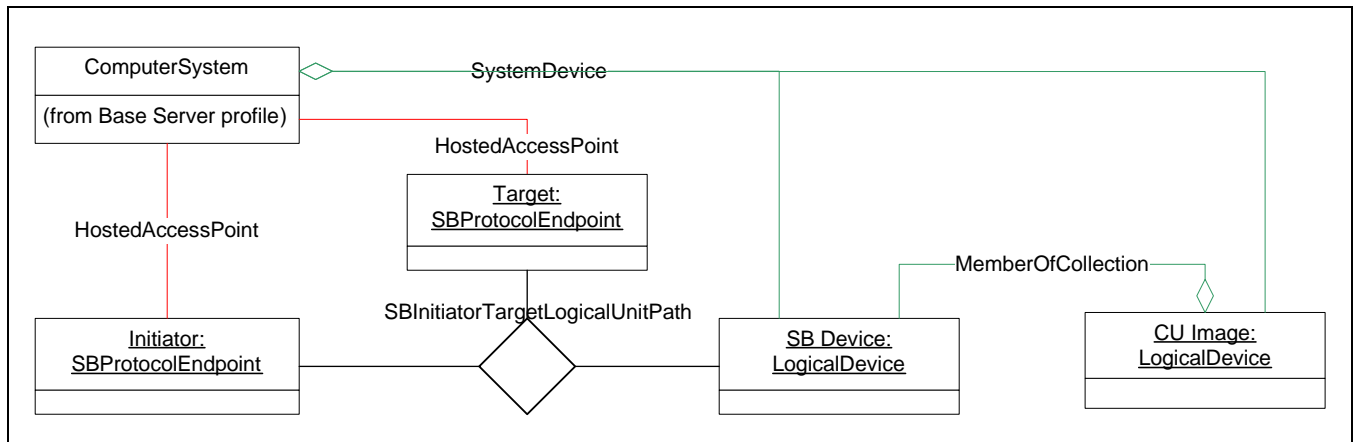 ComputerSystem
(from Base Server profile)
SystemDevice
HostedAccessPoint
Target:
SBProtocolEndpoint
HostedAccessPoint
MemberOfCollection
SBInitiatorTargetLogicalUnitPath
Initiator:
SBProtocolEndpoint
SB Device:
LogicalDevice
CU Image:
LogicalDevice